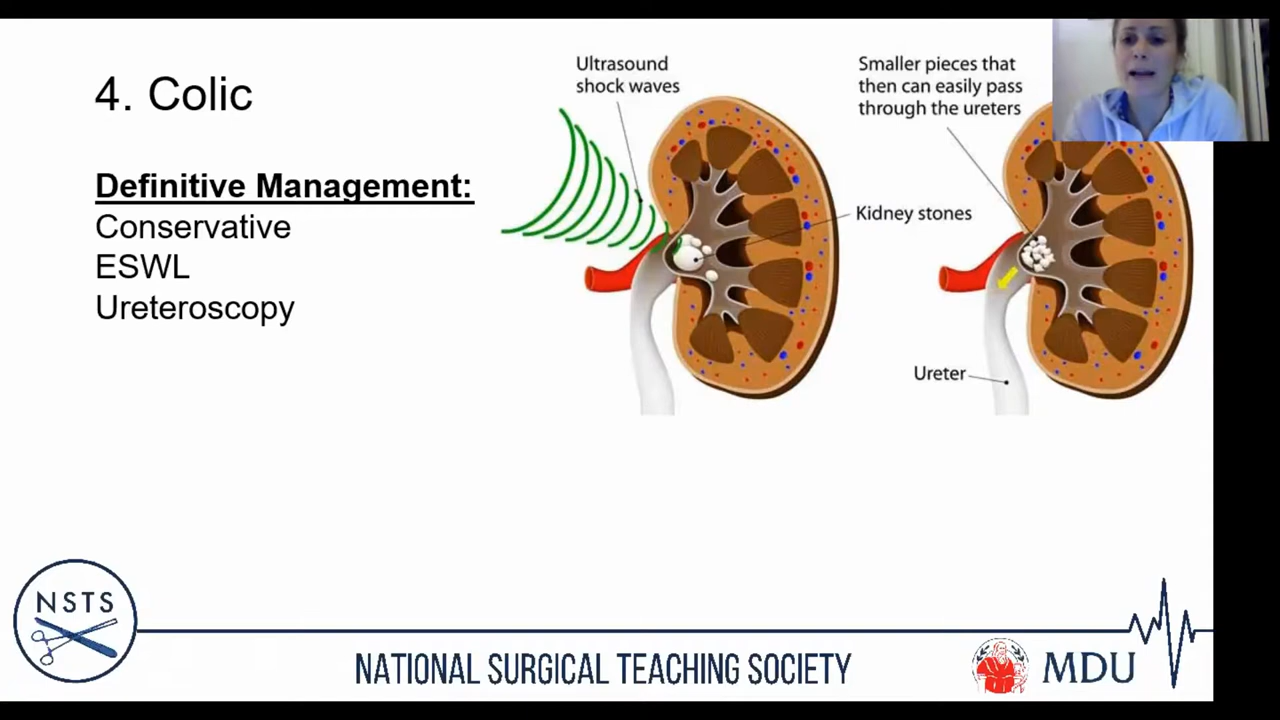 4. Colic
Definitive Management:
Conservative
ESWL
Ureteroscopy
Ultrasound
shock waves
Smaller pieces that
then can easily pass
through the ureters
Kidney stones
Ureter
NSTS
NATIONAL SURGICAL TEACHING SOCIETY
MDU